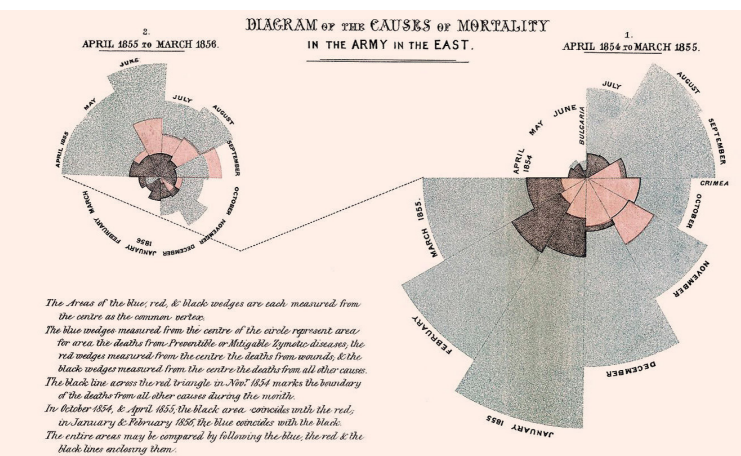 DIAGRAM OF THE CAUSES OF MORTALITY
IN THE ARMY IN THE EAST.
2.
APRIL 1855 TO MARCH 1856.
1.
APRIL 1854 TO MARCH 1855.
APRIL 1855
MAY
JUNE
JULY
AUGUST
SEPTEMBER
OCTOBER
NOVEMBER
DECEMBER
JANUARY
1856
FEBRUARY
MARCH
APRIL
1854
MAY
JUNE
BULGARIA
JULY
AUGUST
SEPTEMBER
CRIMEA
OCTOBER
NOVEMBER
DECEMBER
JANUARY 1855
FEBRUARY
MARCH 1855.
The Areas of the blue, red, & black wedges are each measured from
the centre as the common vertex.
The blue wedges measured from the centre of the circle represent area
for area the deaths from Preventible or Mitigable Zymotic diseases, the
red wedges measured from the centre the deaths from wounds, & the
black wedges measured from the centre the deaths from all other causes.
The black line across the red triangle in Novr. 1854 marks the boundary
of the deaths from all other causes during the month.
In October 1854, & April 1855, the black area coincides with the red,
in January & February 1856, the blue coincides with the black.
The entire areas may be compared by following the blue, the red & the
black lines enclosing them.